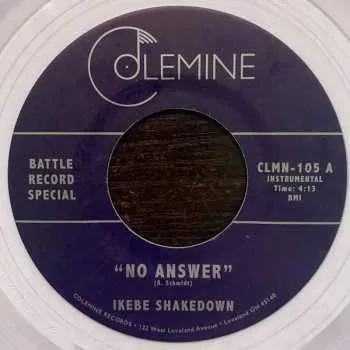 COLEMINE
BATTLE
RECORD
SPECIAL
CLMN-105 A
INSTRUMENTAL
Time: 4:13
BMI
"NO ANSWER"
(B. Schmidt)
IKEBE SHAKEDOWN
COLEMINE RECORDS • 122 West Loveland Avenue • Loveland, OH 45140